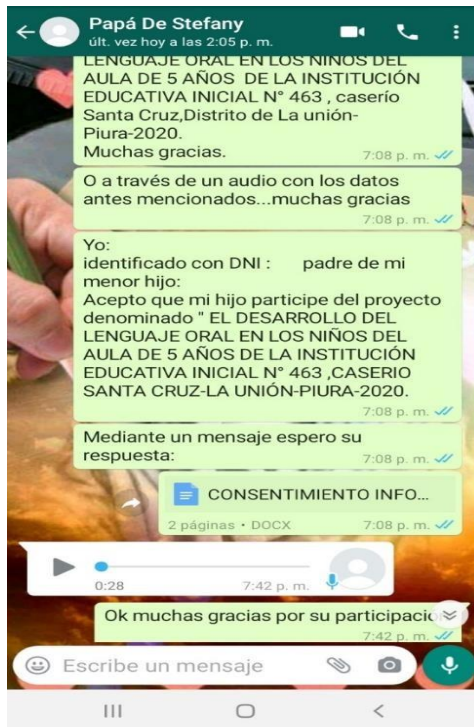 Papá De Stefany
últ. vez hoy a las 2:05 p. m.
LENGUAJE ORAL EN LOS NIÑOS DEL
AULA DE 5 AÑOS DE LA INSTITUCIÓN
EDUCATIVA INICIAL N° 463 , caserío
Santa Cruz,Distrito de La unión-
Piura-2020.
Muchas gracias.
7:08 p. m.
O a través de un audio con los datos
antes mencionados...muchas gracias
7:08 p. m.
Yo:
identificado con DNI : padre de mi
menor hijo:
Acepto que mi hijo participe del proyecto
denominado " EL DESARROLLO DEL
LENGUAJE ORAL EN LOS NIÑOS DEL
AULA DE 5 AÑOS DE LA INSTITUCIÓN
EDUCATIVA INICIAL N° 463 ,CASERIO
SANTA CRUZ-LA UNIÓN-PIURA-2020.
7:08 p. m.
Mediante un mensaje espero su
respuesta:
7:08 p. m.
CONSENTIMIENTO INFO...
2 páginas • DOCX 7:08 p. m.
0:28 7:42 p. m.
Ok muchas gracias por su participació
7:42 p. m.
Escribe un mensaje